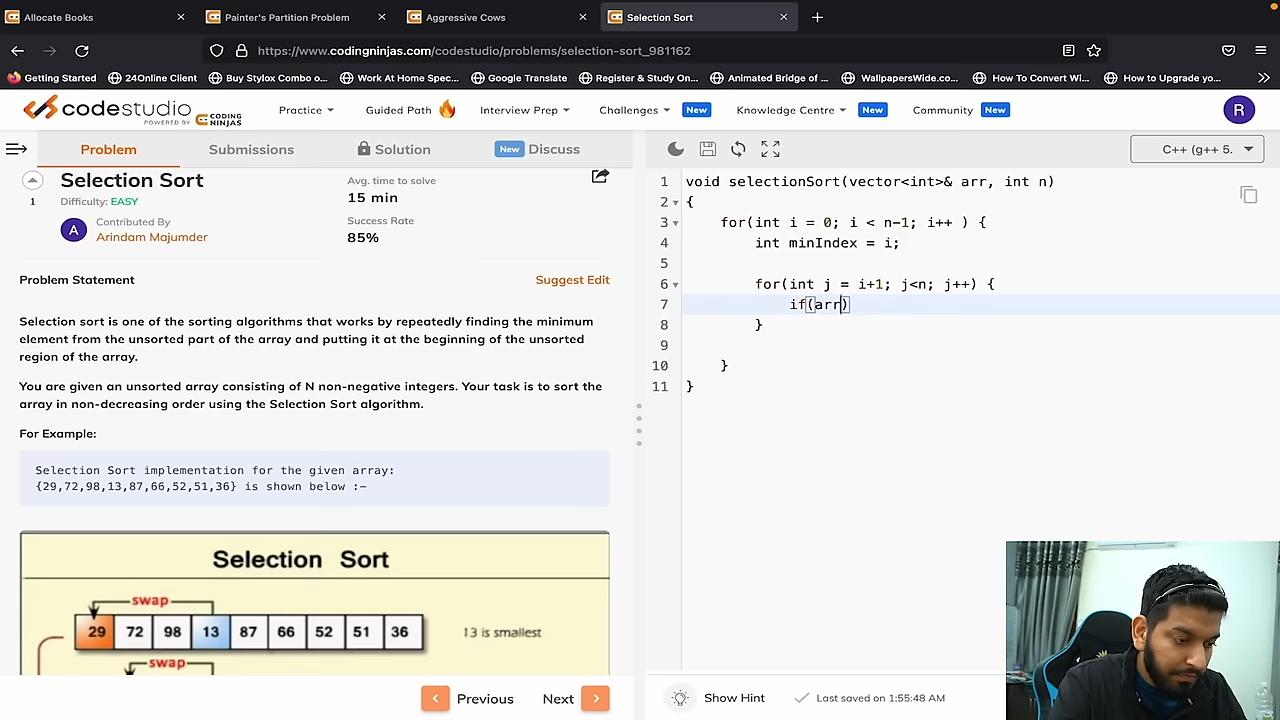 Allocate Books
Painter's Partition Problem
Aggressive Cows
Selection Sort
https://www.codingninjas.com/codestudio/problems/selection-sort_981162
Getting Started
24Online Client
Buy Stylox Combo o...
Work At Home Spec...
Google Translate
Register & Study On...
Animated Bridge of ...
WallpapersWide.co...
How To Convert Wi...
How to Upgrade yo...
codestudio
POWERED BY CODING NINJAS
Practice
Guided Path
Interview Prep
Challenges New
Knowledge Centre New
Community New
R
Problem
Submissions
Solution
New Discuss
C++ (g++ 5.
Selection Sort
1
Difficulty: EASY
A
Contributed By
Arindam Majumder
Avg. time to solve
15 min
Success Rate
85%
Problem Statement
Suggest Edit
Selection sort is one of the sorting algorithms that works by repeatedly finding the minimum
element from the unsorted part of the array and putting it at the beginning of the unsorted
region of the array.
You are given an unsorted array consisting of N non-negative integers. Your task is to sort the
array in non-decreasing order using the Selection Sort algorithm.
For Example:
Selection Sort implementation for the given array:
{29,72,98,13,87,66,52,51,36} is shown below :-
Selection Sort
swap
29 72 98 13 87 66 52 51 36
13 is smallest
swap
Previous
Next
1 void selectionSort(vector<int>& arr, int n)
2 {
3 for(int i = 0; i < n-1; i++ ) {
4 int minIndex = i;
5
6 for(int j = i+1; j<n; j++) {
7 if(arr)
8 }
9
10 }
11 }
Show Hint
Last saved on 1:55:48 AM